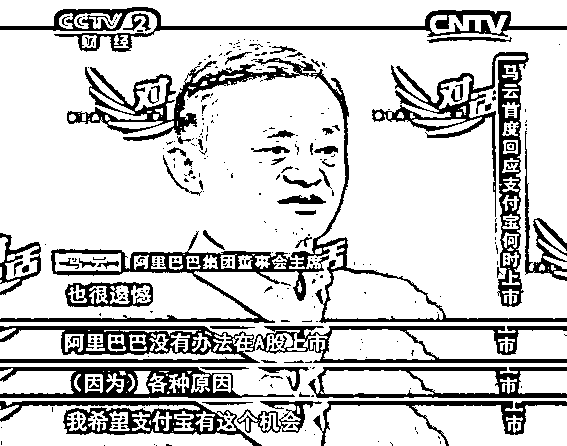 CCTV 2
财经
CNTV
对话
马云首度回应支付宝何时上市
马云
阿里巴巴集团董事会主席
也很遗憾
阿里巴巴没有办法在A股上市
（因为）各种原因
我希望支付宝有这个机会